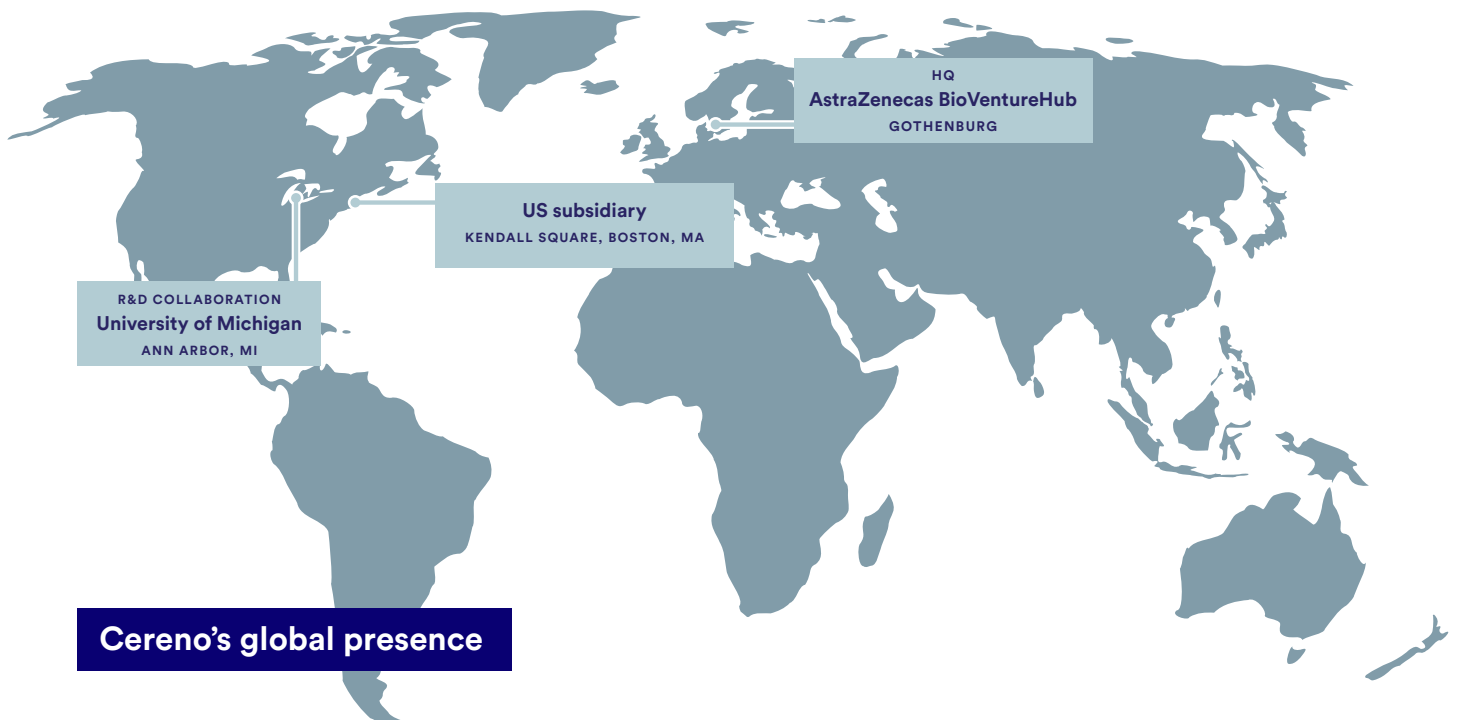 HQ
AstraZenecas BioVentureHub
GOTHENBURG
US subsidiary
KENDALL SQUARE, BOSTON, MA
R&D COLLABORATION
University of Michigan
ANN ARBOR, MI
Cereno’s global presence